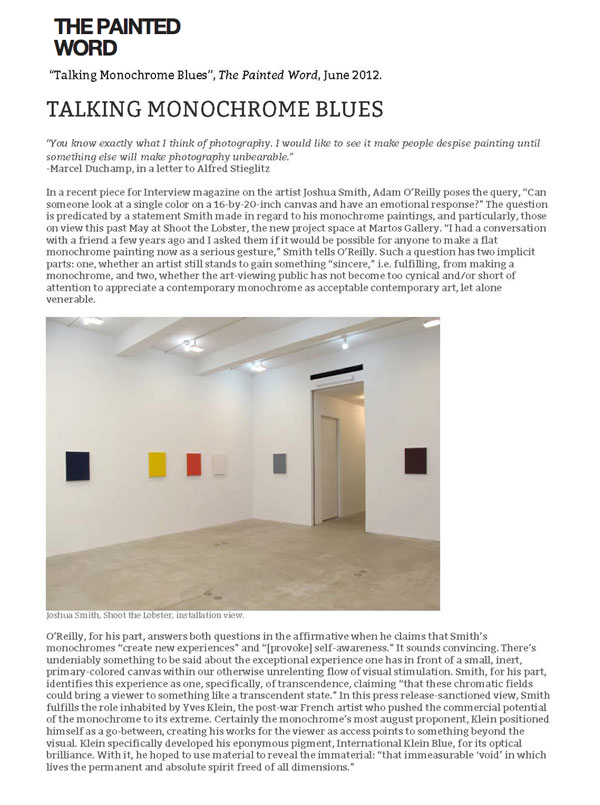 THE PAINTED
WORD
“Talking Monochrome Blues”, The Painted Word, June 2012.
TALKING MONOCHROME BLUES
“You know exactly what I think of photography. I would like to see it make people despise painting until
something else will make photography unbearable.”
-Marcel Duchamp, in a letter to Alfred Stieglitz
In a recent piece for Interview magazine on the artist Joshua Smith, Adam O’Reilly poses the query, “Can
someone look at a single color on a 16-by-20-inch canvas and have an emotional response?” The question
is predicated by a statement Smith made in regard to his monochrome paintings, and particularly, those
on view this past May at Shoot the Lobster, the new project space at Martos Gallery. “I had a conversation
with a friend a few years ago and I asked them if it would be possible for anyone to make a flat
monochrome painting now as a serious gesture,” Smith tells O’Reilly. Such a question has two implicit
parts: one, whether an artist still stands to gain something “sincere,” i.e. fulfilling, from making a
monochrome, and two, whether the art-viewing public has not become too cynical and/or short of
attention to appreciate a contemporary monochrome as acceptable contemporary art, let alone
venerable.
Joshua Smith, Shoot the Lobster, installation view.
O’Reilly, for his part, answers both questions in the affirmative when he claims that Smith’s
monochromes “create new experiences” and “[provoke] self-awareness.” It sounds convincing. There’s
undeniably something to be said about the exceptional experience one has in front of a small, inert,
primary-colored canvas within our otherwise unrelenting flow of visual stimulation. Smith, for his part,
identifies this experience as one, specifically, of transcendence, claiming “that these chromatic fields
could bring a viewer to something like a transcendent state.” In this press release-sanctioned view, Smith
fulfills the role inhabited by Yves Klein, the post-war French artist who pushed the commercial potential
of the monochrome to its extreme. Certainly the monochrome’s most august proponent, Klein positioned
himself as a go-between, creating his works for the viewer as access points to something beyond the
visual. Klein specifically developed his eponymous pigment, International Klein Blue, for its optical
brilliance. With it, he hoped to use material to reveal the immaterial: “that immeasurable ‘void’ in which
lives the permanent and absolute spirit freed of all dimensions.”